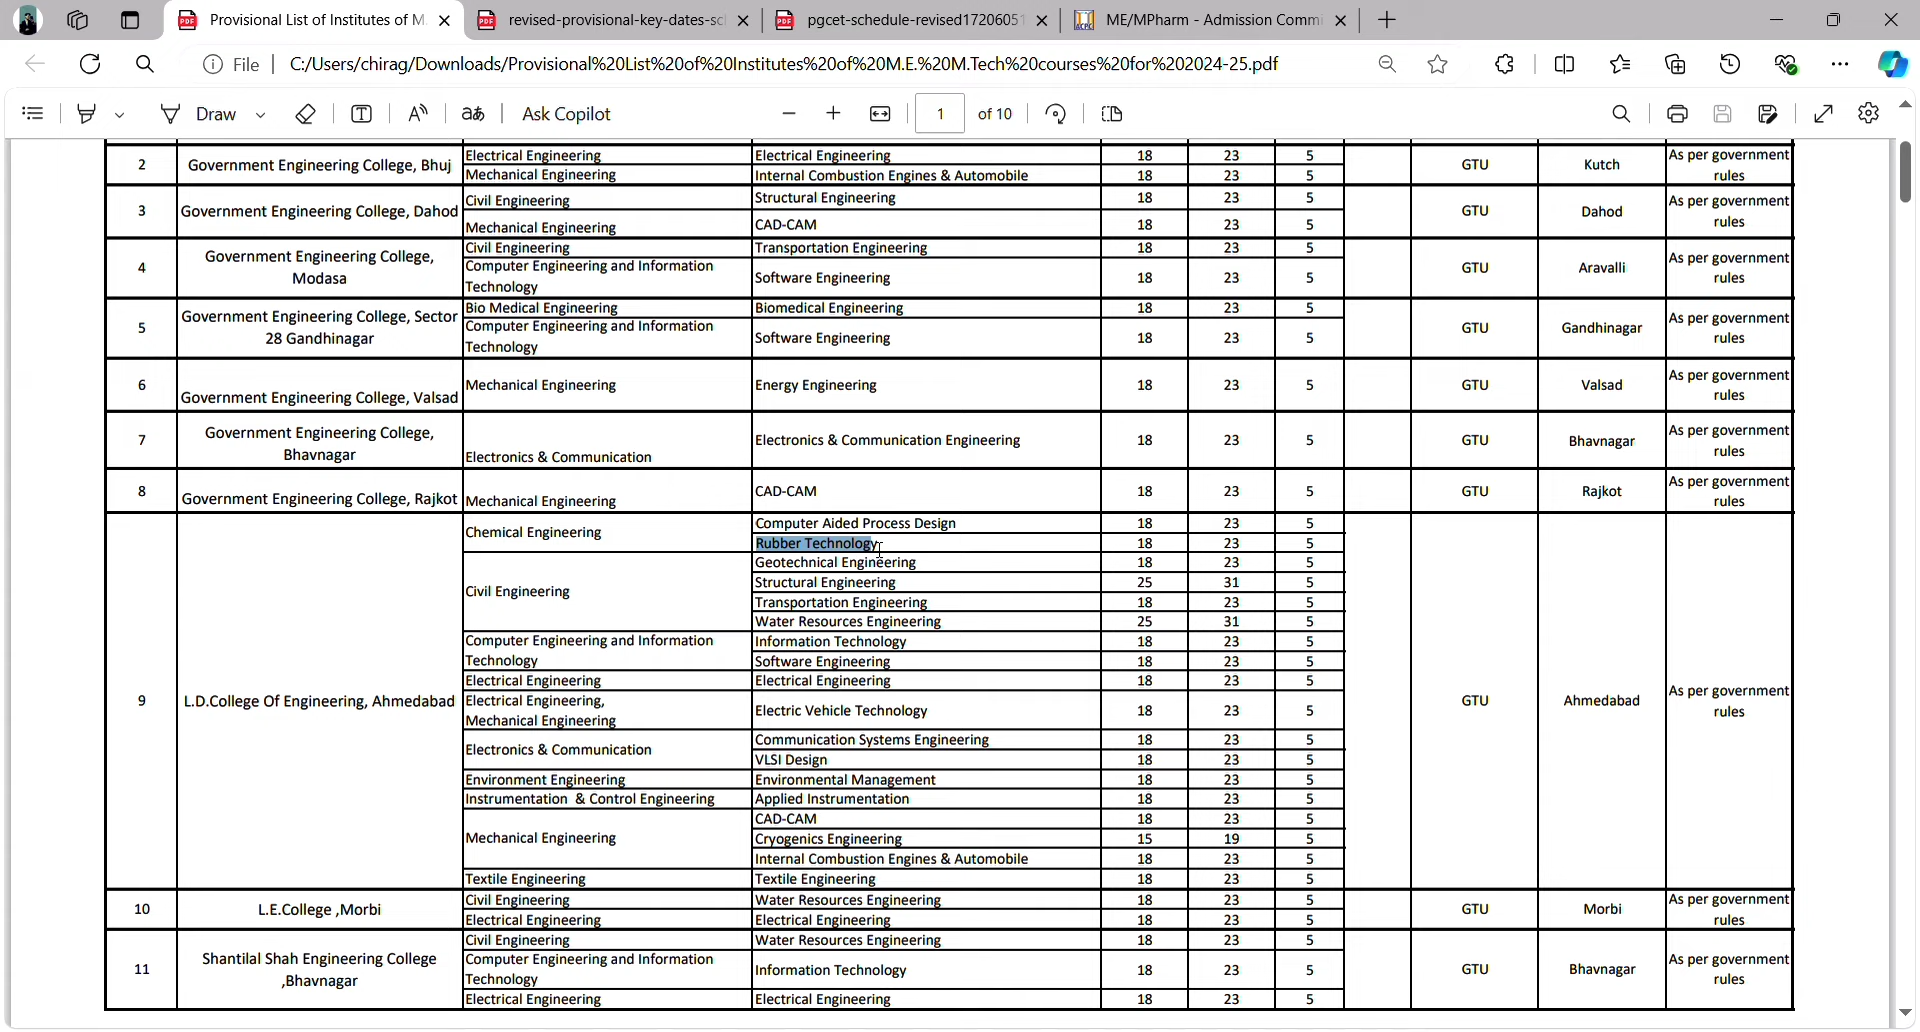 Provisional List of Institutes of M.
revised-provisional-key-dates-sc
pgcet-schedule-revised17206051
ME/MPharm - Admission Commi
File
C:/Users/chirag/Downloads/Provisional%20List%20of%20Institutes%20of%20M.E.%20M.Tech%20courses%20for%202024-25.pdf
Draw
Ask Copilot
1 of 10
2 Government Engineering College, Bhuj
Electrical Engineering Electrical Engineering 18 23 5
Mechanical Engineering Internal Combustion Engines & Automobile 18 23 5
GTU Kutch As per government
rules
3 Government Engineering College, Dahod
Civil Engineering Structural Engineering 18 23 5
Mechanical Engineering CAD-CAM 18 23 5
GTU Dahod As per government
rules
4 Government Engineering College,
Modasa
Civil Engineering Transportation Engineering 18 23 5
Computer Engineering and Information
Technology
Software Engineering 18 23 5
GTU Aravalli As per government
rules
5 Government Engineering College, Sector
28 Gandhinagar
Bio Medical Engineering Biomedical Engineering 18 23 5
Computer Engineering and Information
Technology
Software Engineering 18 23 5
GTU Gandhinagar As per government
rules
6 Government Engineering College, Valsad
Mechanical Engineering Energy Engineering 18 23 5
GTU Valsad As per government
rules
7 Government Engineering College,
Bhavnagar
Electronics & Communication Electronics & Communication Engineering 18 23 5
GTU Bhavnagar As per government
rules
8 Government Engineering College, Rajkot
Mechanical Engineering CAD-CAM 18 23 5
GTU Rajkot As per government
rules
9 L.D.College Of Engineering, Ahmedabad
Chemical Engineering
Computer Aided Process Design 18 23 5
Rubber Technology 18 23 5
Civil Engineering
Geotechnical Engineering 18 23 5
Structural Engineering 25 31 5
Transportation Engineering 18 23 5
Water Resources Engineering 25 31 5
Computer Engineering and Information
Technology
Information Technology 18 23 5
Software Engineering 18 23 5
Electrical Engineering Electrical Engineering 18 23 5
Electrical Engineering,
Mechanical Engineering
Electric Vehicle Technology 18 23 5
Electronics & Communication
Communication Systems Engineering 18 23 5
VLSI Design 18 23 5
Environment Engineering Environmental Management 18 23 5
Instrumentation & Control Engineering Applied Instrumentation 18 23 5
Mechanical Engineering
CAD-CAM 18 23 5
Cryogenics Engineering 15 19 5
Internal Combustion Engines & Automobile 18 23 5
Textile Engineering Textile Engineering 18 23 5
GTU Ahmedabad As per government
rules
10 L.E.College ,Morbi
Civil Engineering Water Resources Engineering 18 23 5
Electrical Engineering Electrical Engineering 18 23 5
GTU Morbi As per government
rules
11 Shantilal Shah Engineering College
,Bhavnagar
Civil Engineering Water Resources Engineering 18 23 5
Computer Engineering and Information
Technology
Information Technology 18 23 5
Electrical Engineering Electrical Engineering 18 23 5
GTU Bhavnagar As per government
rules